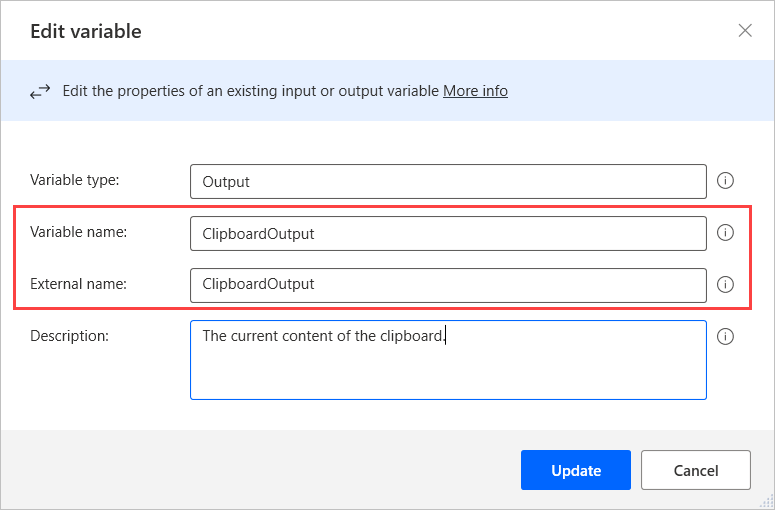 Edit variable
Edit the properties of an existing input or output variable More info
Variable type:
Output
Variable name:
ClipboardOutput
External name:
ClipboardOutput
Description:
The current content of the clipboard.
Update
Cancel